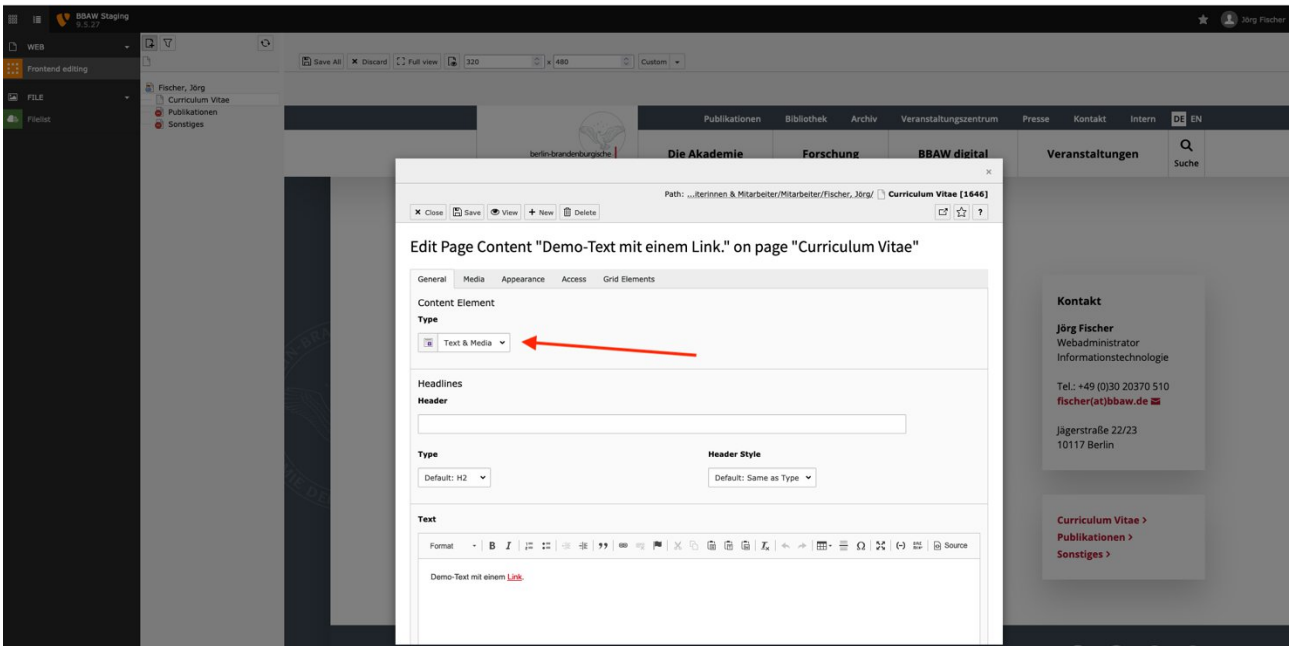 BBAW Staging
9.5.27
Jörg Fischer
WEB
Frontend editing
FILE
Filelist
Fischer, Jörg
Curriculum Vitae
Publikationen
Sonstiges
Save All Discard Full view 320 x 480 Custom
Publikationen Bibliothek Archiv Veranstaltungszentrum Presse Kontakt Intern DE EN
berlin-brandenburgische Die Akademie Forschung BBAW digital Veranstaltungen Suche
Path: ...iterinnen & Mitarbeiter/Mitarbeiter/Fischer, Jörg/ Curriculum Vitae [1646]
Close Save View + New Delete ?
Edit Page Content "Demo-Text mit einem Link." on page "Curriculum Vitae"
General Media Appearance Access Grid Elements
Content Element
Type
Text & Media
Headlines
Header
Type Header Style
Default: H2 Default: Same as Type
Text
Format B I Source
Demo-Text mit einem Link.
Kontakt
Jörg Fischer
Webadministrator
Informationstechnologie
Tel.: +49 (0)30 20370 510
fischer(at)bbaw.de
Jägerstraße 22/23
10117 Berlin
Curriculum Vitae >
Publikationen >
Sonstiges >